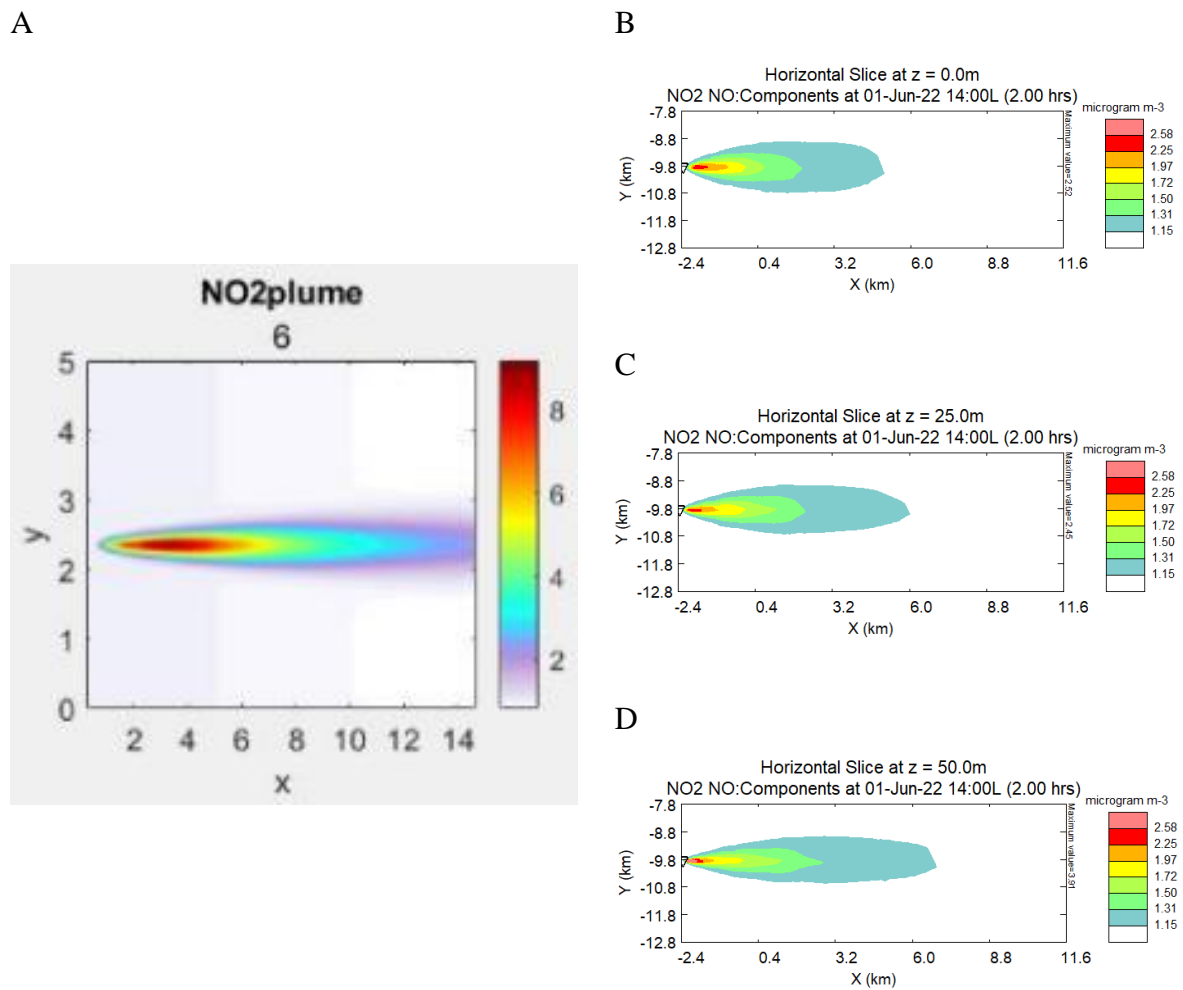 A
NO2plume
6
5
4
3
2
1
0
y
2 4 6 8 10 12 14
x
8
6
4
2
B
Horizontal Slice at z = 0.0m
NO2 NO:Components at 01-Jun-22 14:00L (2.00 hrs)
microgram m-3
-7.8
-8.8
-9.8
-10.8
-11.8
-12.8
Y (km)
-2.4 0.4 3.2 6.0 8.8 11.6
X (km)
Maximum value=2.52
2.58
2.25
1.97
1.72
1.50
1.31
1.15
C
Horizontal Slice at z = 25.0m
NO2 NO:Components at 01-Jun-22 14:00L (2.00 hrs)
microgram m-3
-7.8
-8.8
-9.8
-10.8
-11.8
-12.8
Y (km)
-2.4 0.4 3.2 6.0 8.8 11.6
X (km)
Maximum value=2.45
2.58
2.25
1.97
1.72
1.50
1.31
1.15
D
Horizontal Slice at z = 50.0m
NO2 NO:Components at 01-Jun-22 14:00L (2.00 hrs)
microgram m-3
-7.8
-8.8
-9.8
-10.8
-11.8
-12.8
Y (km)
-2.4 0.4 3.2 6.0 8.8 11.6
X (km)
Maximum value=3.91
2.58
2.25
1.97
1.72
1.50
1.31
1.15